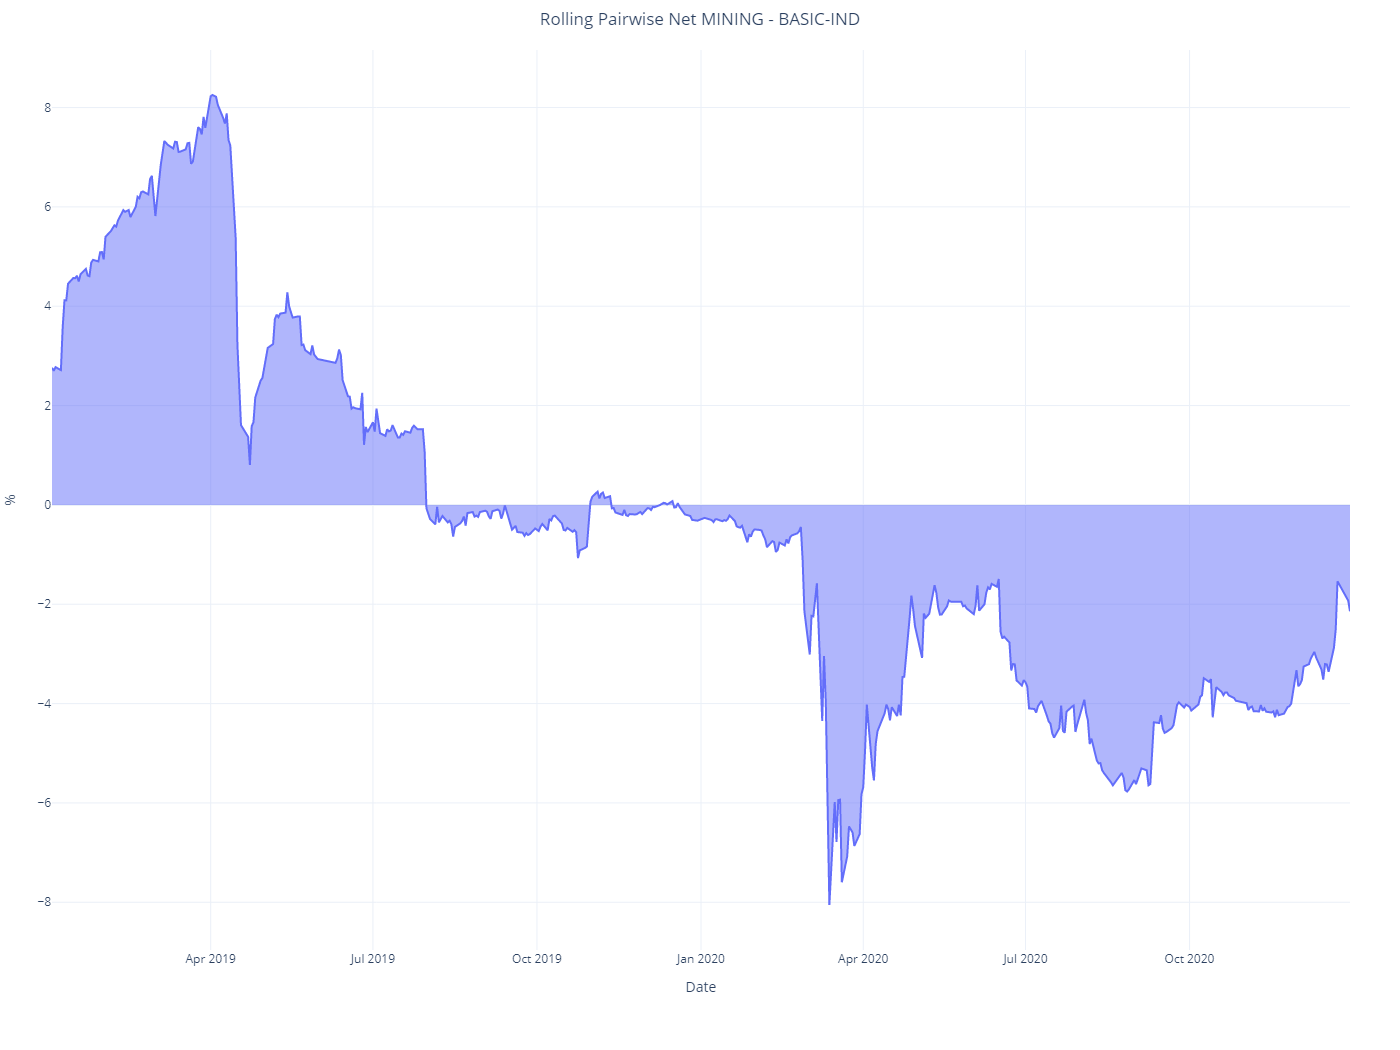 Rolling Pairwise Net MINING - BASIC-IND
8
6
4
2
0
−2
−4
−6
−8
%
Apr 2019
Jul 2019
Oct 2019
Jan 2020
Apr 2020
Jul 2020
Oct 2020
Date